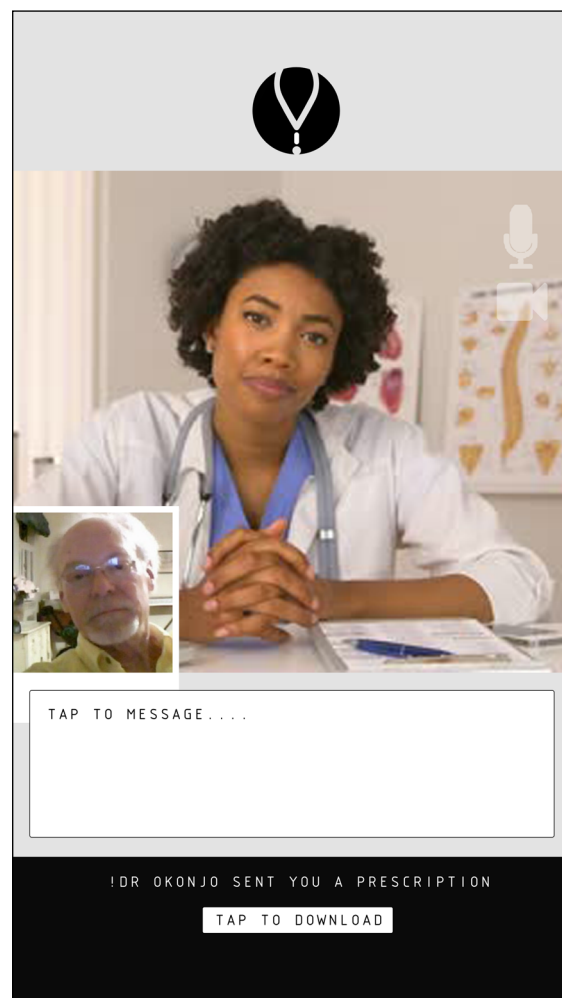 TAP TO MESSAGE....
!DR OKONJO SENT YOU A PRESCRIPTION
TAP TO DOWNLOAD